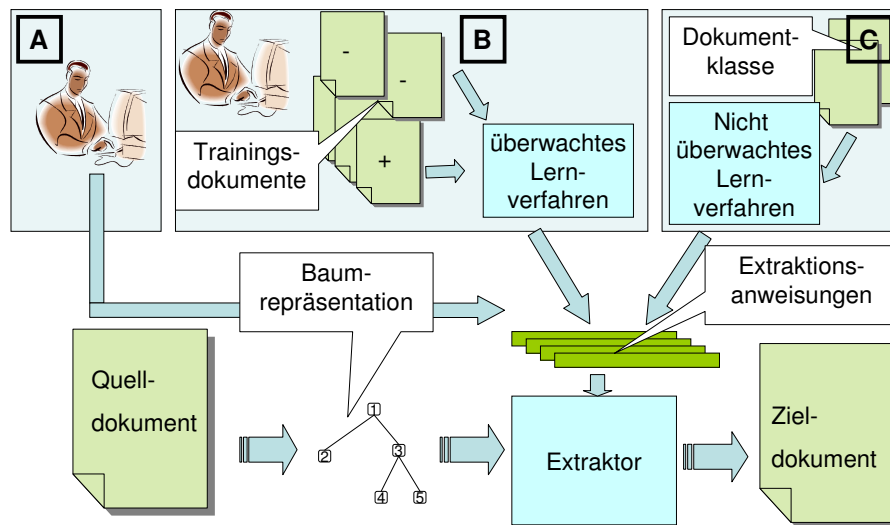 A
B
C
-
-
+
Trainings-
dokumente
überwachtes
Lern-
verfahren
Dokument-
klasse
Nicht
überwachtes
Lern-
verfahren
Baum-
repräsentation
Extraktions-
anweisungen
Quell-
dokument
1
2
3
4
5
Extraktor
Ziel-
dokument